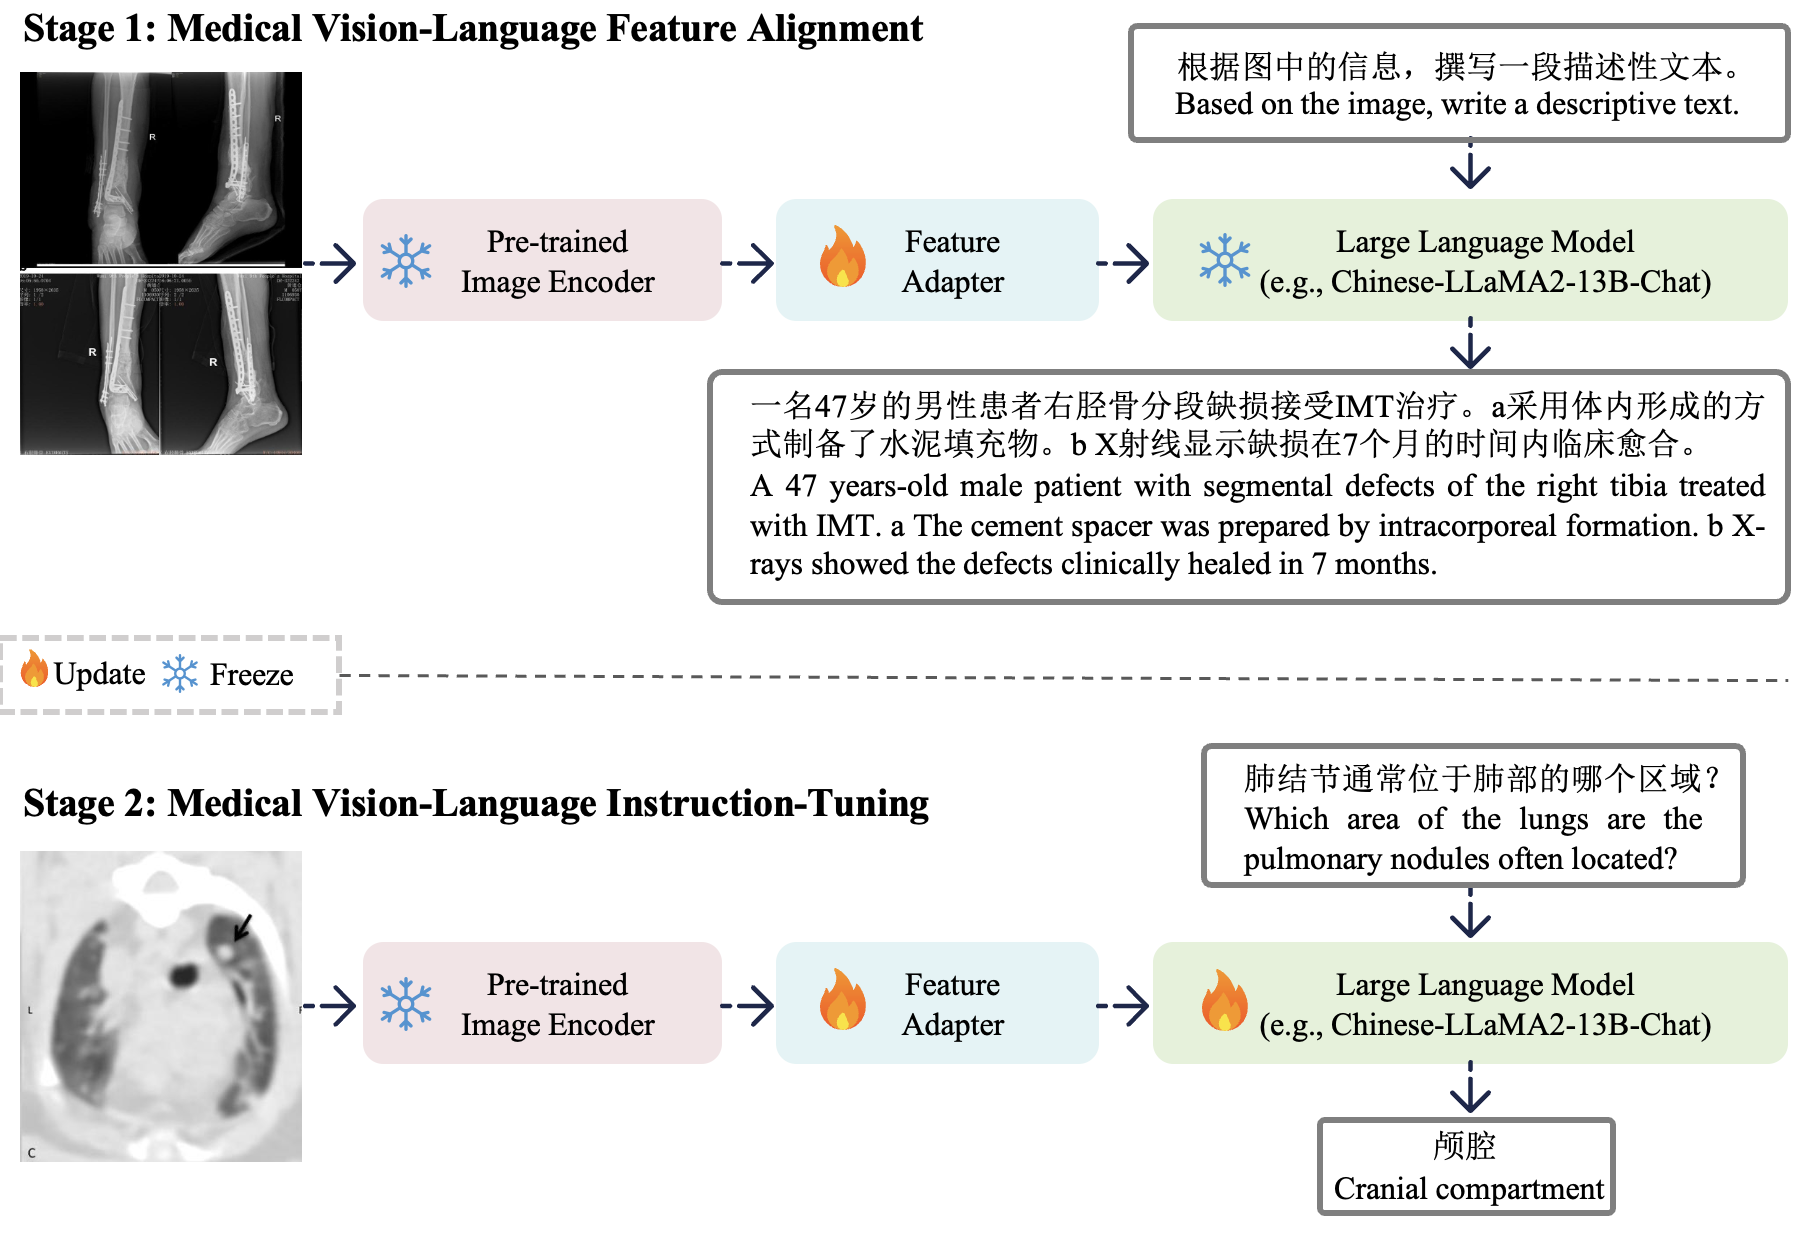 Stage 1: Medical Vision-Language Feature Alignment
根据图中的信息，撰写一段描述性文本。
Based on the image, write a descriptive text.
R
R
R
R
Pre-trained
Image Encoder
Feature
Adapter
Large Language Model
(e.g., Chinese-LLaMA2-13B-Chat)
一名47岁的男性患者右胫骨分段缺损接受IMT治疗。a采用体内形成的方
式制备了水泥填充物。b X射线显示缺损在7个月的时间内临床愈合。
A 47 years-old male patient with segmental defects of the right tibia treated
with IMT. a The cement spacer was prepared by intracorporeal formation. b X-
rays showed the defects clinically healed in 7 months.
Update Freeze
Stage 2: Medical Vision-Language Instruction-Tuning
肺结节通常位于肺部的哪个区域？
Which area of the lungs are the
pulmonary nodules often located?
L
C
Pre-trained
Image Encoder
Feature
Adapter
Large Language Model
(e.g., Chinese-LLaMA2-13B-Chat)
颅腔
Cranial compartment